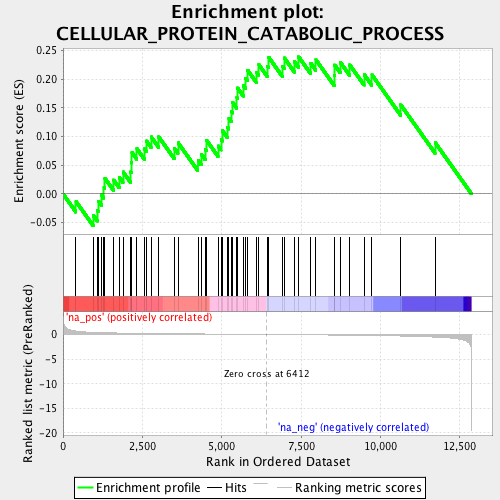 Enrichment plot:
CELLULAR_PROTEIN_CATABOLIC_PROCESS
Enrichment score (ES)
0.25
0.20
0.15
0.10
0.05
0.00
-0.05
'na_pos' (positively correlated)
Ranked list metric (PreRanked)
0
-5
-10
-15
-20
Zero cross at 6412
'na_neg' (negatively correlated)
0
2,500
5,000
7,500
10,000
12,500
Rank in Ordered Dataset
Enrichment profile
Hits
Ranking metric scores